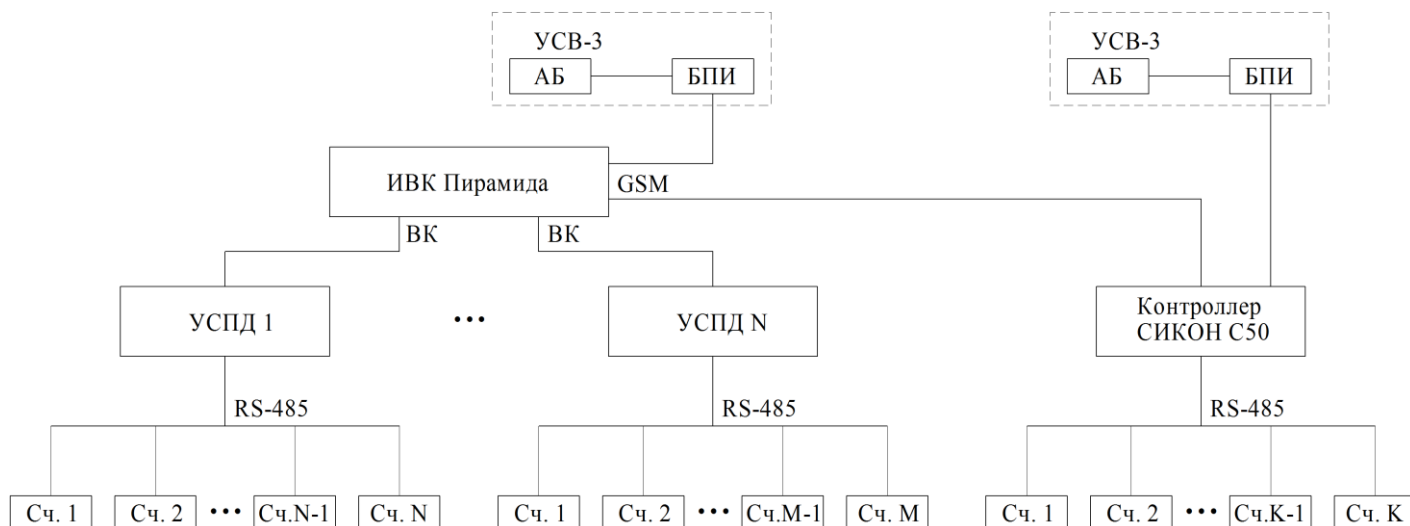 УСВ-3
АБ
БПИ
УСВ-3
АБ
БПИ
ИВК Пирамида
GSM
ВК
ВК
УСПД 1
•••
УСПД N
Контроллер
СИКОН С50
RS-485
RS-485
RS-485
Сч. 1
Сч. 2
•••
Сч.N-1
Сч. N
Сч. 1
Сч. 2
•••
Сч.М-1
Сч. М
Сч. 1
Сч. 2
•••
Сч.К-1
Сч. К